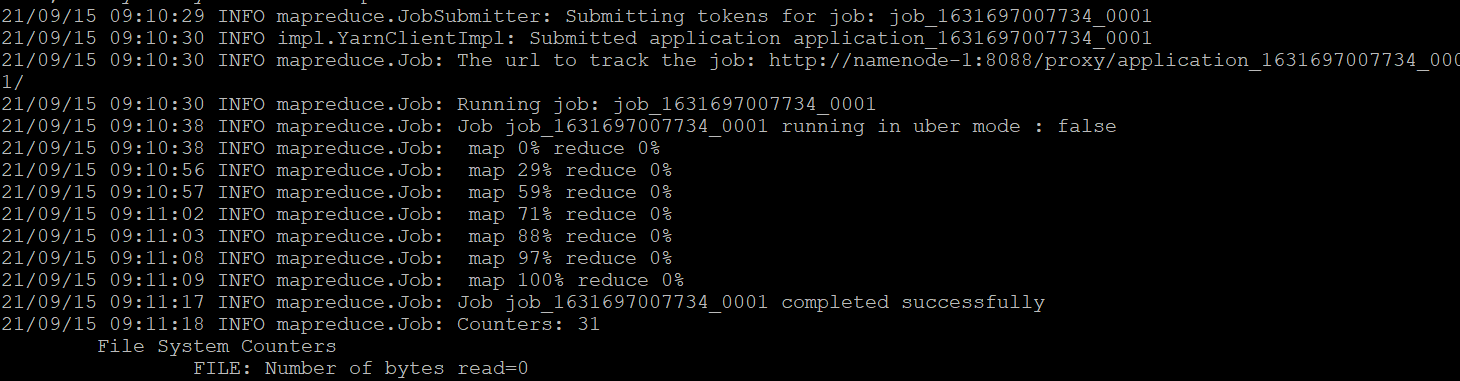 21/09/15 09:10:29 INFO mapreduce.JobSubmitter: Submitting tokens for job: job_1631697007734_0001
21/09/15 09:10:30 INFO impl.YarnClientImpl: Submitted application application_1631697007734_0001
21/09/15 09:10:30 INFO mapreduce.Job: The url to track the job: http://namenode-1:8088/proxy/application_1631697007734_000
1/
21/09/15 09:10:30 INFO mapreduce.Job: Running job: job_1631697007734_0001
21/09/15 09:10:38 INFO mapreduce.Job: Job job_1631697007734_0001 running in uber mode : false
21/09/15 09:10:38 INFO mapreduce.Job:  map 0% reduce 0%
21/09/15 09:10:56 INFO mapreduce.Job:  map 29% reduce 0%
21/09/15 09:10:57 INFO mapreduce.Job:  map 59% reduce 0%
21/09/15 09:11:02 INFO mapreduce.Job:  map 71% reduce 0%
21/09/15 09:11:03 INFO mapreduce.Job:  map 88% reduce 0%
21/09/15 09:11:08 INFO mapreduce.Job:  map 97% reduce 0%
21/09/15 09:11:09 INFO mapreduce.Job:  map 100% reduce 0%
21/09/15 09:11:17 INFO mapreduce.Job: Job job_1631697007734_0001 completed successfully
21/09/15 09:11:18 INFO mapreduce.Job: Counters: 31
File System Counters
FILE: Number of bytes read=0